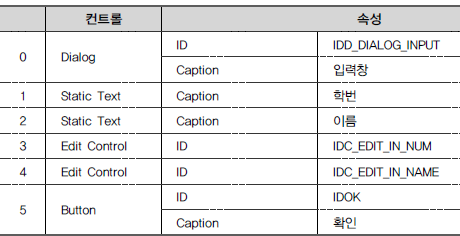 컨트롤 속성
0 Dialog ID IDD_DIALOG_INPUT
Caption 입력창
1 Static Text Caption 학번
2 Static Text Caption 이름
3 Edit Control ID IDC_EDIT_IN_NUM
4 Edit Control ID IDC_EDIT_IN_NAME
5 Button ID IDOK
Caption 확인